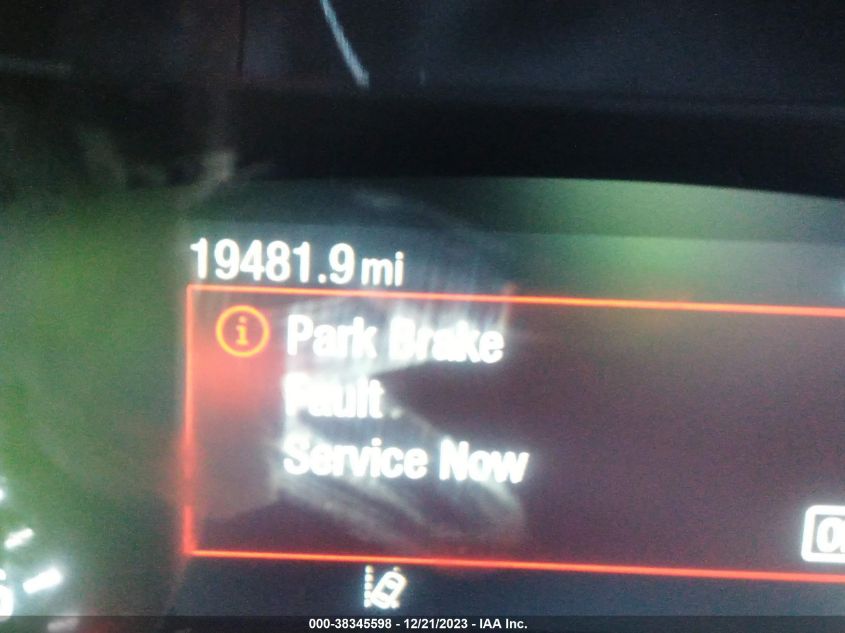 19481.9 mi
i
Park Brake
Fault
Service Now
000-38345598 - 12/21/2023 - IAA Inc.